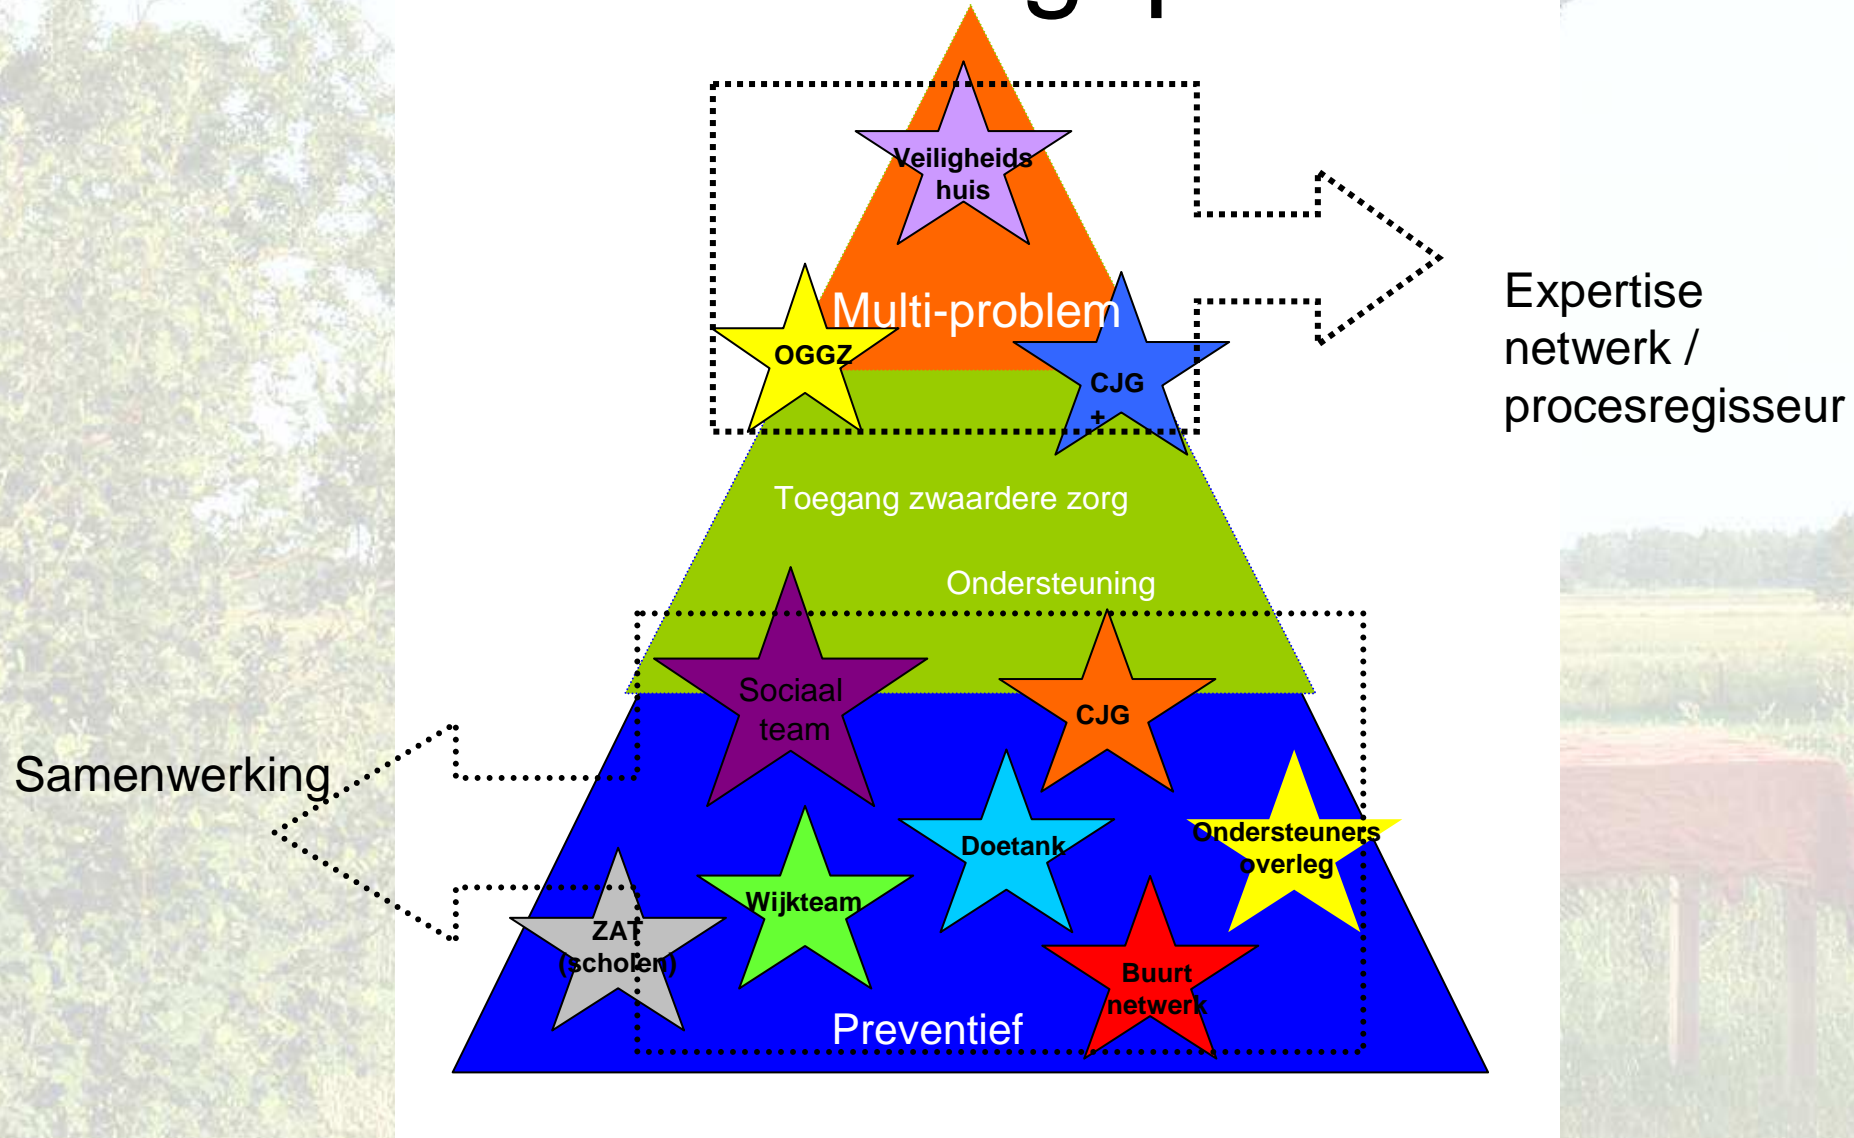 Veiligheids
huis
Multi-problem
OGGZ
CJG
+
Expertise
netwerk /
procesregisseur
Toegang zwaardere zorg
Ondersteuning
Sociaal
team
CJG
Samenwerking
Doetank
Ondersteuners
overleg
Wijkteam
ZAT
(scholen)
Buurt
netwerk
Preventief